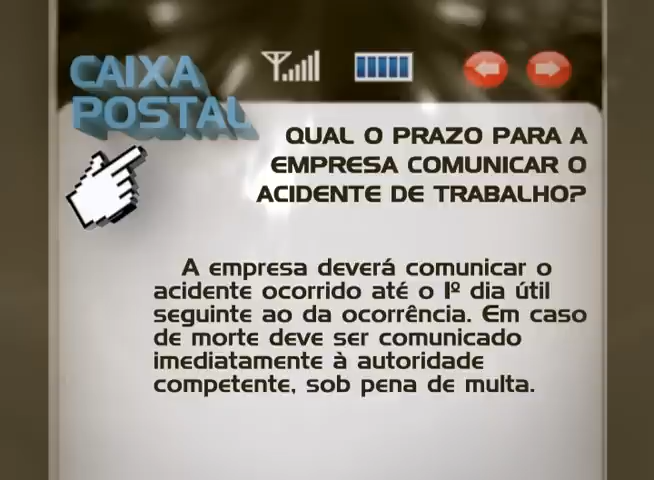 CAIXA
POSTAL
QUAL O PRAZO PARA A
EMPRESA COMUNICAR O
ACIDENTE DE TRABALHO?
A empresa deverá comunicar o
acidente ocorrido até o 1º dia útil
seguinte ao da ocorrência. Em caso
de morte deve ser comunicado
imediatamente à autoridade
competente, sob pena de multa.